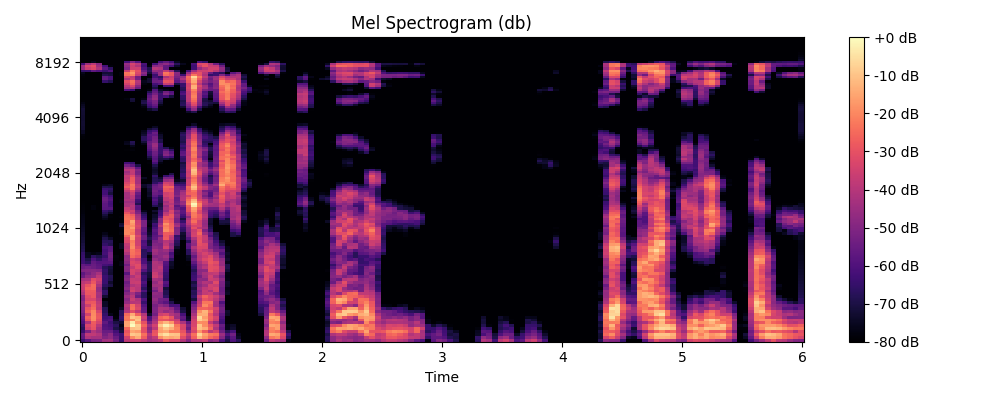 Mel Spectrogram (db)
Hz
8192
4096
2048
1024
512
0
0 1 2 3 4 5 6
Time
+0 dB
-10 dB
-20 dB
-30 dB
-40 dB
-50 dB
-60 dB
-70 dB
-80 dB